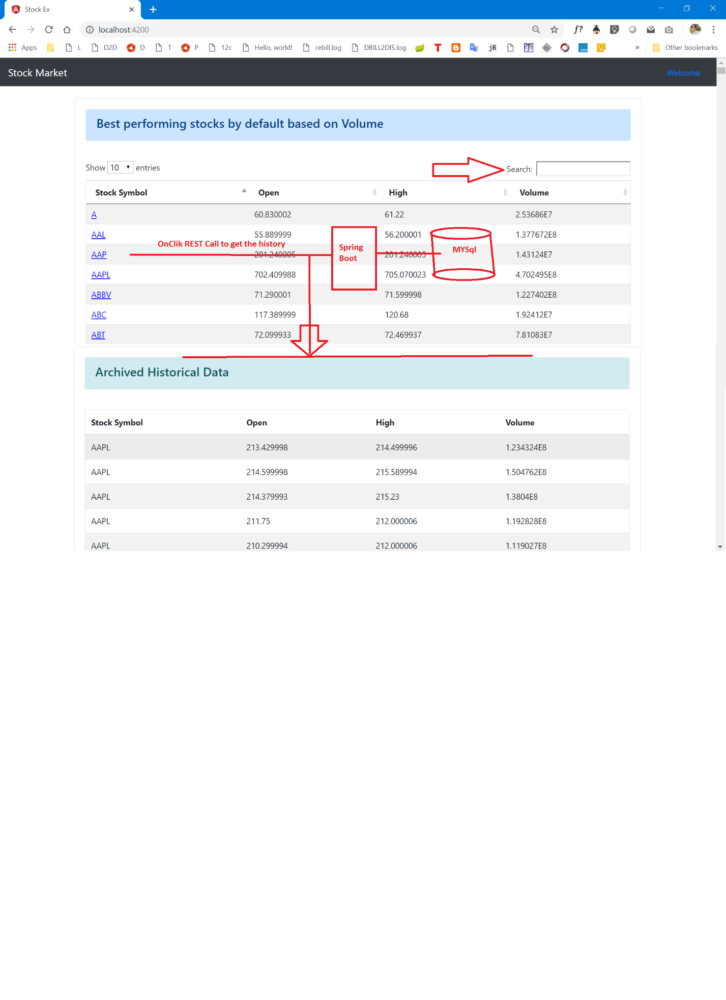 Stock Ex
localhost:4200
Apps L D2D D T P 12c Hello, world! rebill.log DBILL2DIS.log T jB JSON » Other bookmarks
Stock Market Welcome
Best performing stocks by default based on Volume
Show 10 entries Search:
Stock Symbol Open High Volume
A 60.830002 61.22 2.53686E7
AAL 55.889999 56.200001 1.377672E8
OnClik REST Call to get the history
Spring
Boot
MYSql
AAP 201.240005 201.240005 1.43124E7
AAPL 702.409988 705.070023 4.702495E8
ABBV 71.290001 71.599998 1.227402E8
ABC 117.389999 120.68 1.92412E7
ABT 72.099933 72.469937 7.81083E7
Archived Historical Data
Stock Symbol Open High Volume
AAPL 213.429998 214.499996 1.234324E8
AAPL 214.599998 215.589994 1.504762E8
AAPL 214.379993 215.23 1.3804E8
AAPL 211.75 212.000006 1.192828E8
AAPL 210.299994 212.000006 1.119027E8